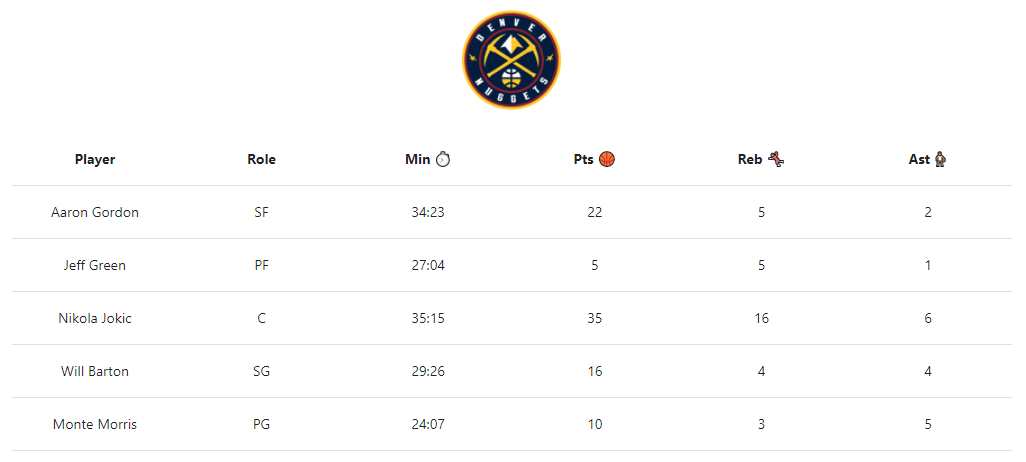 DENVER
NUGGETS
Player Role Min Pts Reb Ast
Aaron Gordon SF 34:23 22 5 2
Jeff Green PF 27:04 5 5 1
Nikola Jokic C 35:15 35 16 6
Will Barton SG 29:26 16 4 4
Monte Morris PG 24:07 10 3 5